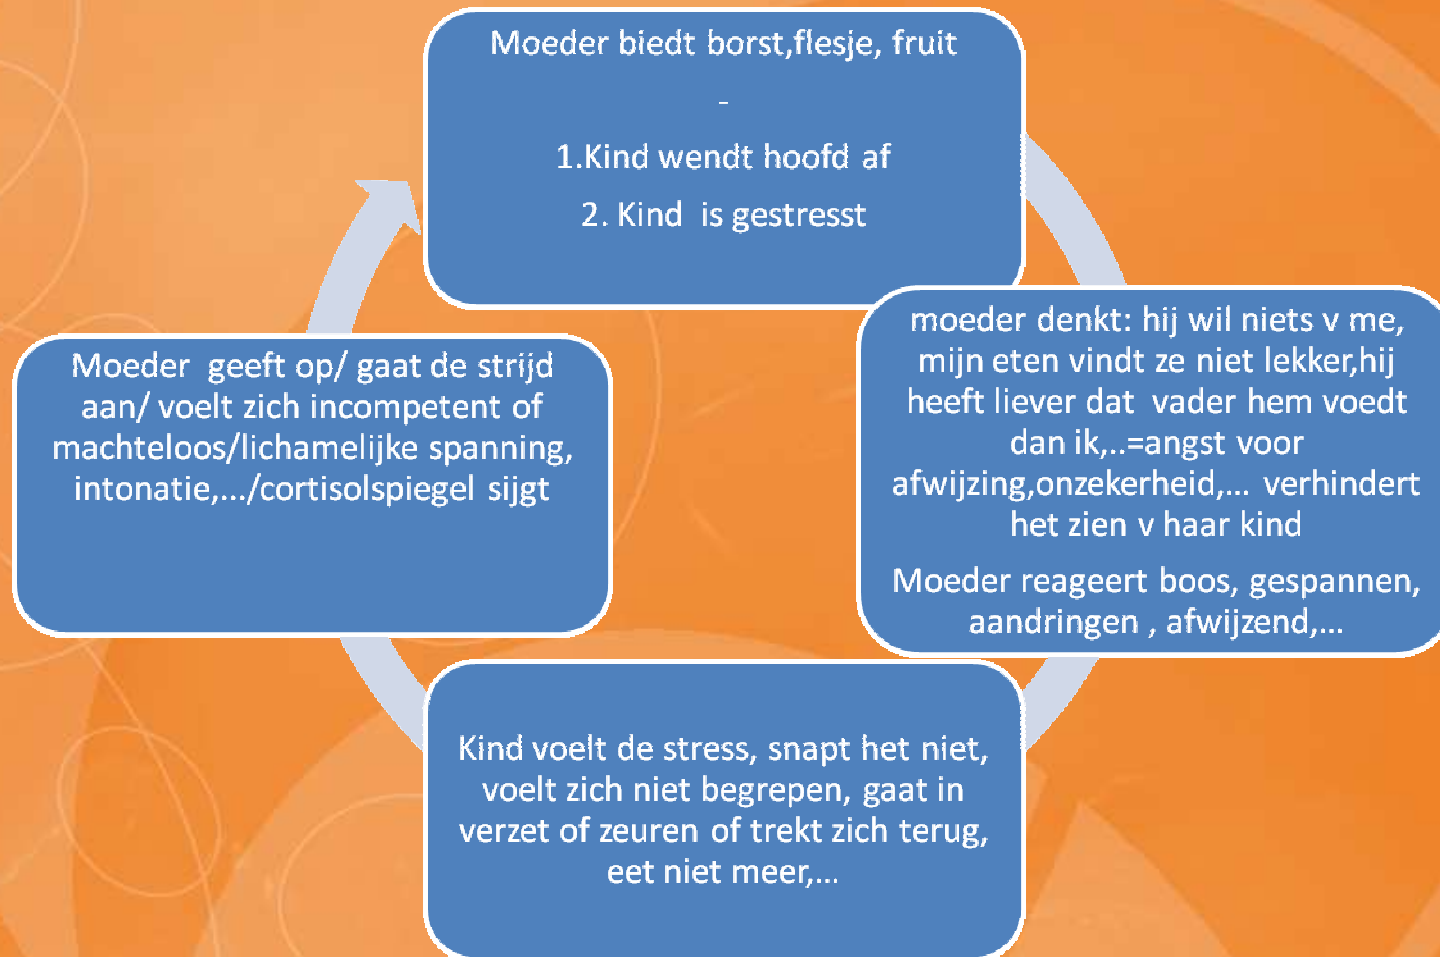 Moeder biedt borst,flesje, fruit
-
1.Kind wendt hoofd af
2. Kind is gestresst
moeder denkt: hij wil niets v me,
mijn eten vindt ze niet lekker,hij
heeft liever dat vader hem voedt
dan ik,..=angst voor
afwijzing,onzekerheid,... verhindert
het zien v haar kind
Moeder reageert boos, gespannen,
aandringen , afwijzend,...
Kind voelt de stress, snapt het niet,
voelt zich niet begrepen, gaat in
verzet of zeuren of trekt zich terug,
eet niet meer,...
Moeder geeft op/ gaat de strijd
aan/ voelt zich incompetent of
machteloos/lichamelijke spanning,
intonatie,.../cortisolspiegel sijgt